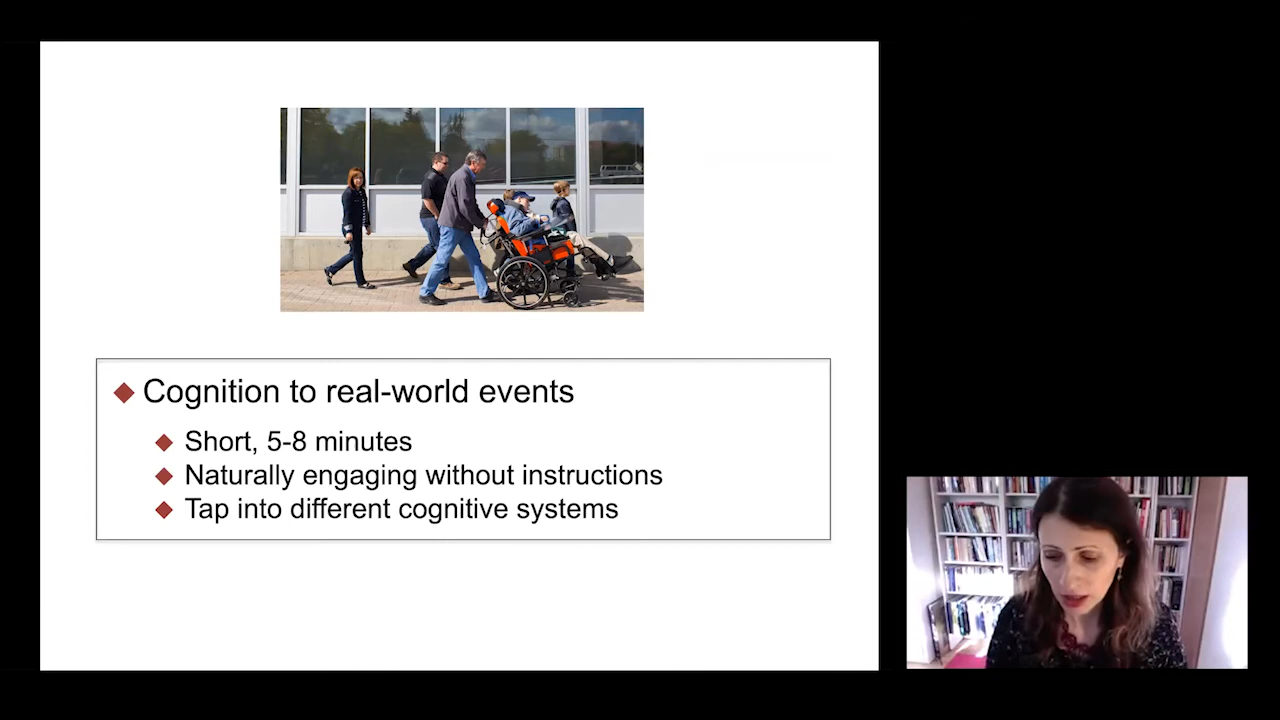 Cognition to real-world events
Short, 5-8 minutes
Naturally engaging without instructions
Tap into different cognitive systems